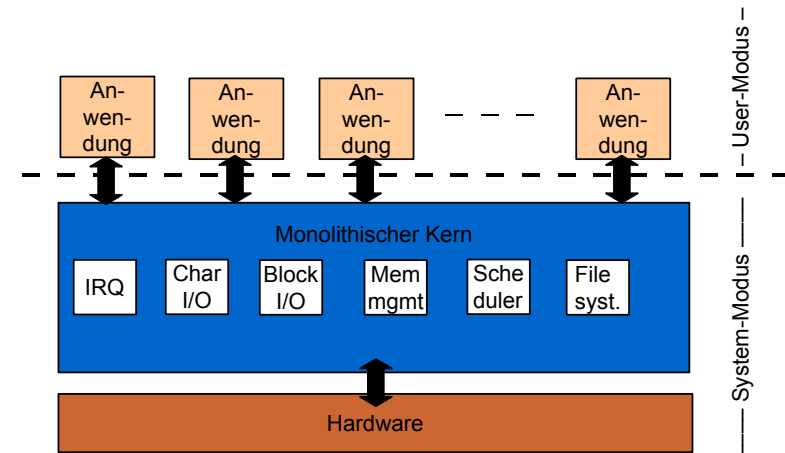 An-
wen-
dung
An-
wen-
dung
An-
wen-
dung
An-
wen-
dung
User-Modus
Monolithischer Kern
IRQ
Char
I/O
Block
I/O
Mem
mgmt
Sche
duler
File
syst.
System-Modus
Hardware